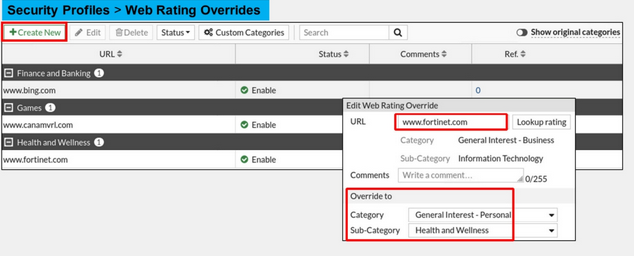 Security Profiles > Web Rating Overrides
+Create New Edit Delete Status Custom Categories Search Show original categories
URL Status Comments Ref.
Finance and Banking 1
www.bing.com Enable 0
Games 1
www.canamvrl.com Enable
Health and Wellness 1
www.fortinet.com Enable
Edit Web Rating Override
URL www.fortinet.com Lookup rating
Category General Interest - Business
Sub-Category Information Technology
Comments Write a comment... 0/255
Override to
Category General Interest - Personal
Sub-Category Health and Wellness